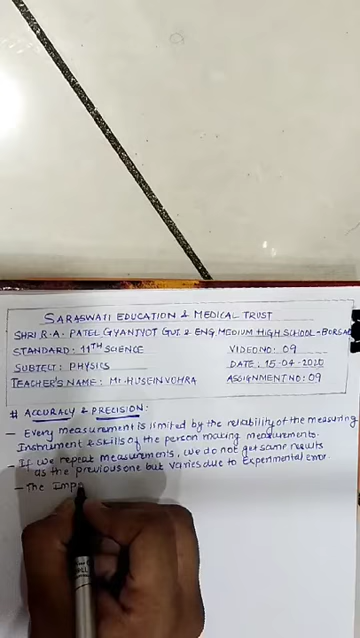 SARASWATI EDUCATION & MEDICAL TRUST
SHRI R.A. PATEL GYANJYOT GUJ. & ENG. MEDIUM HIGH SCHOOL - BORSAD
STANDARD: 11TH SCIENCE VIDEO NO: 09
SUBJECT: PHYSICS DATE: 15-04-2020
TEACHER'S NAME: Mr. HUSEIN VOHRA ASSIGNMENT NO: 09
# ACCURACY & PRECISION:
- Every measurement is limited by the reliability of the measuring
Instrument & skills of the person making measurements.
- If we repeat measurements, we do not get same results
as the previous one but varies due to Experimental error.
- The Impo